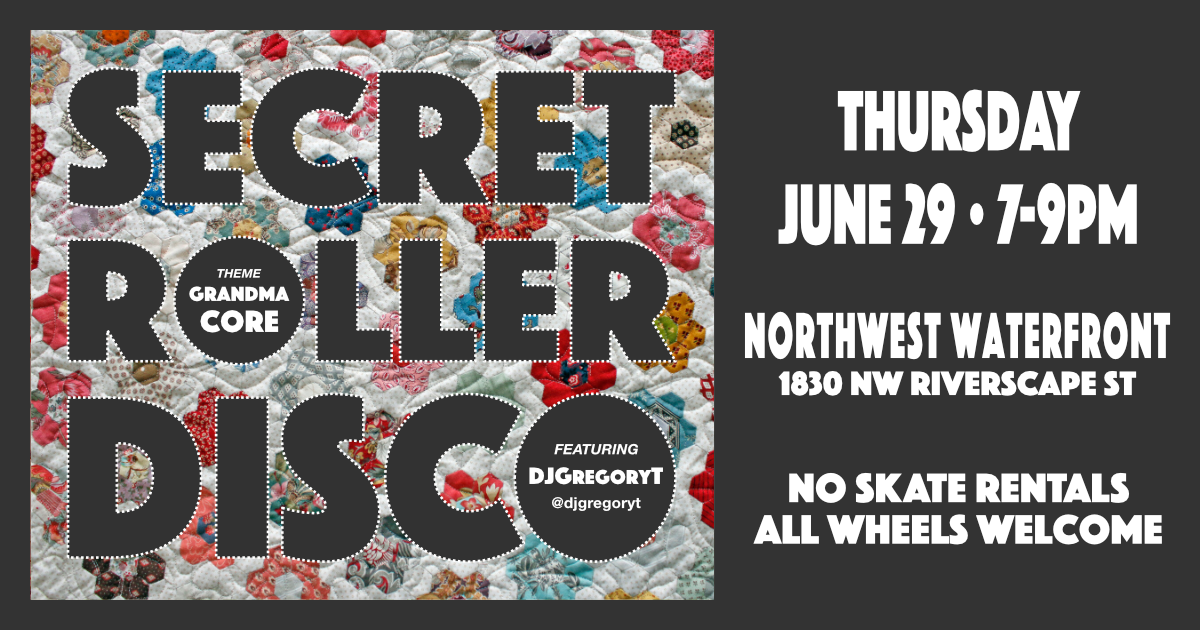 SECRET
ROLLER
THEME
GRANDMA
CORE
DISCO
FEATURING
DJGREGORYT
@djgregoryt
THURSDAY
JUNE 29 • 7-9PM
NORTHWEST WATERFRONT
1830 NW RIVERSCAPE ST
NO SKATE RENTALS
ALL WHEELS WELCOME